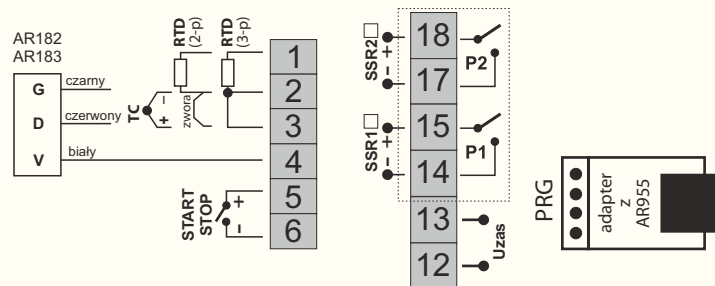 AR182
AR183
G czarny
D czerwony
V biały
TC
+ –
zwora
RTD
(2-p)
RTD
(3-p)
1
2
3
4
5
6
START
STOP
+
-
SSR2
+
-
SSR1
+
-
18
17
15
14
13
12
P2
P1
Uzas
PRG
adapter
z
AR955